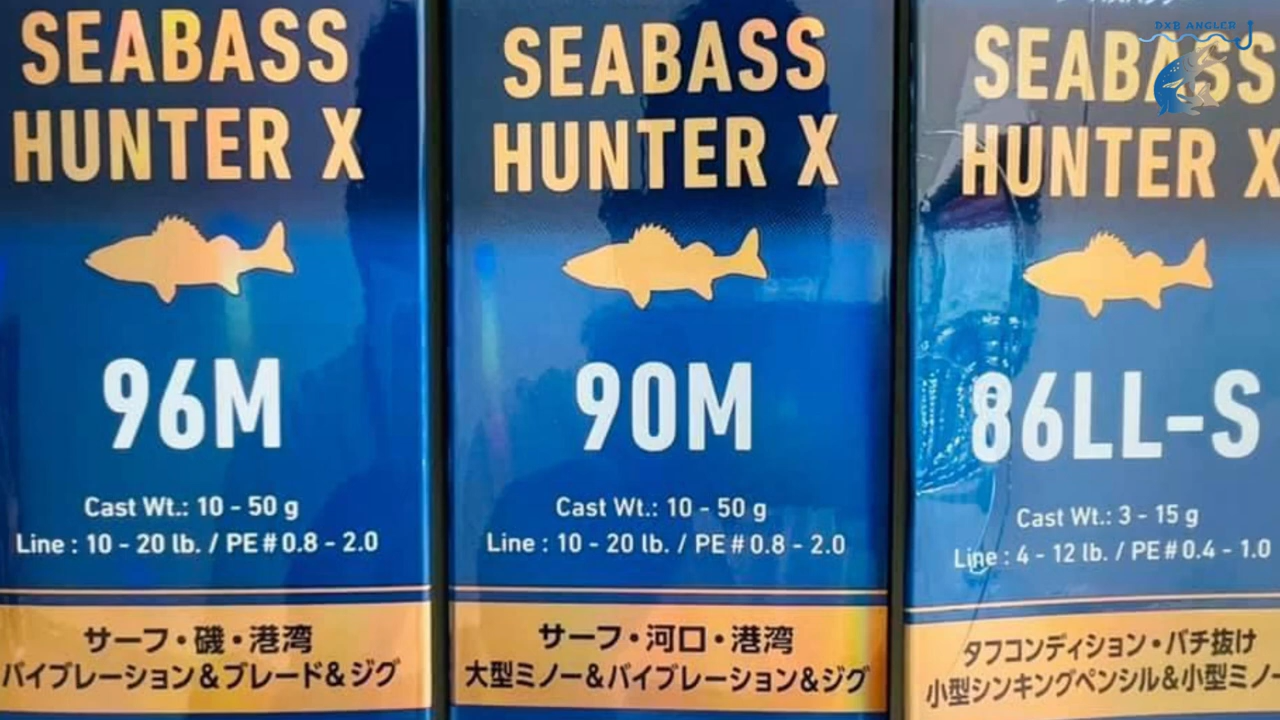 SEABASS
HUNTER X
96M
Cast Wt.: 10 - 50 g
Line : 10 - 20 lb. / PE#0.8 - 2.0
サーフ・磯・港湾
バイブレーション&ブレード&ジグ
SEABASS
HUNTER X
90M
Cast Wt.: 10 - 50 g
Line : 10 - 20 lb. / PE#0.8 - 2.0
サーフ・河口・港湾
大型ミノー&バイブレーション&ジグ
DXB ANGLER
SEABASS
HUNTER X
86LL-S
Cast Wt.: 3 - 15 g
Line : 4 - 12 lb. / PE#0.4 - 1.0
タフコンディション・バチ抜け
小型シンキングペンシル&小型ミノー